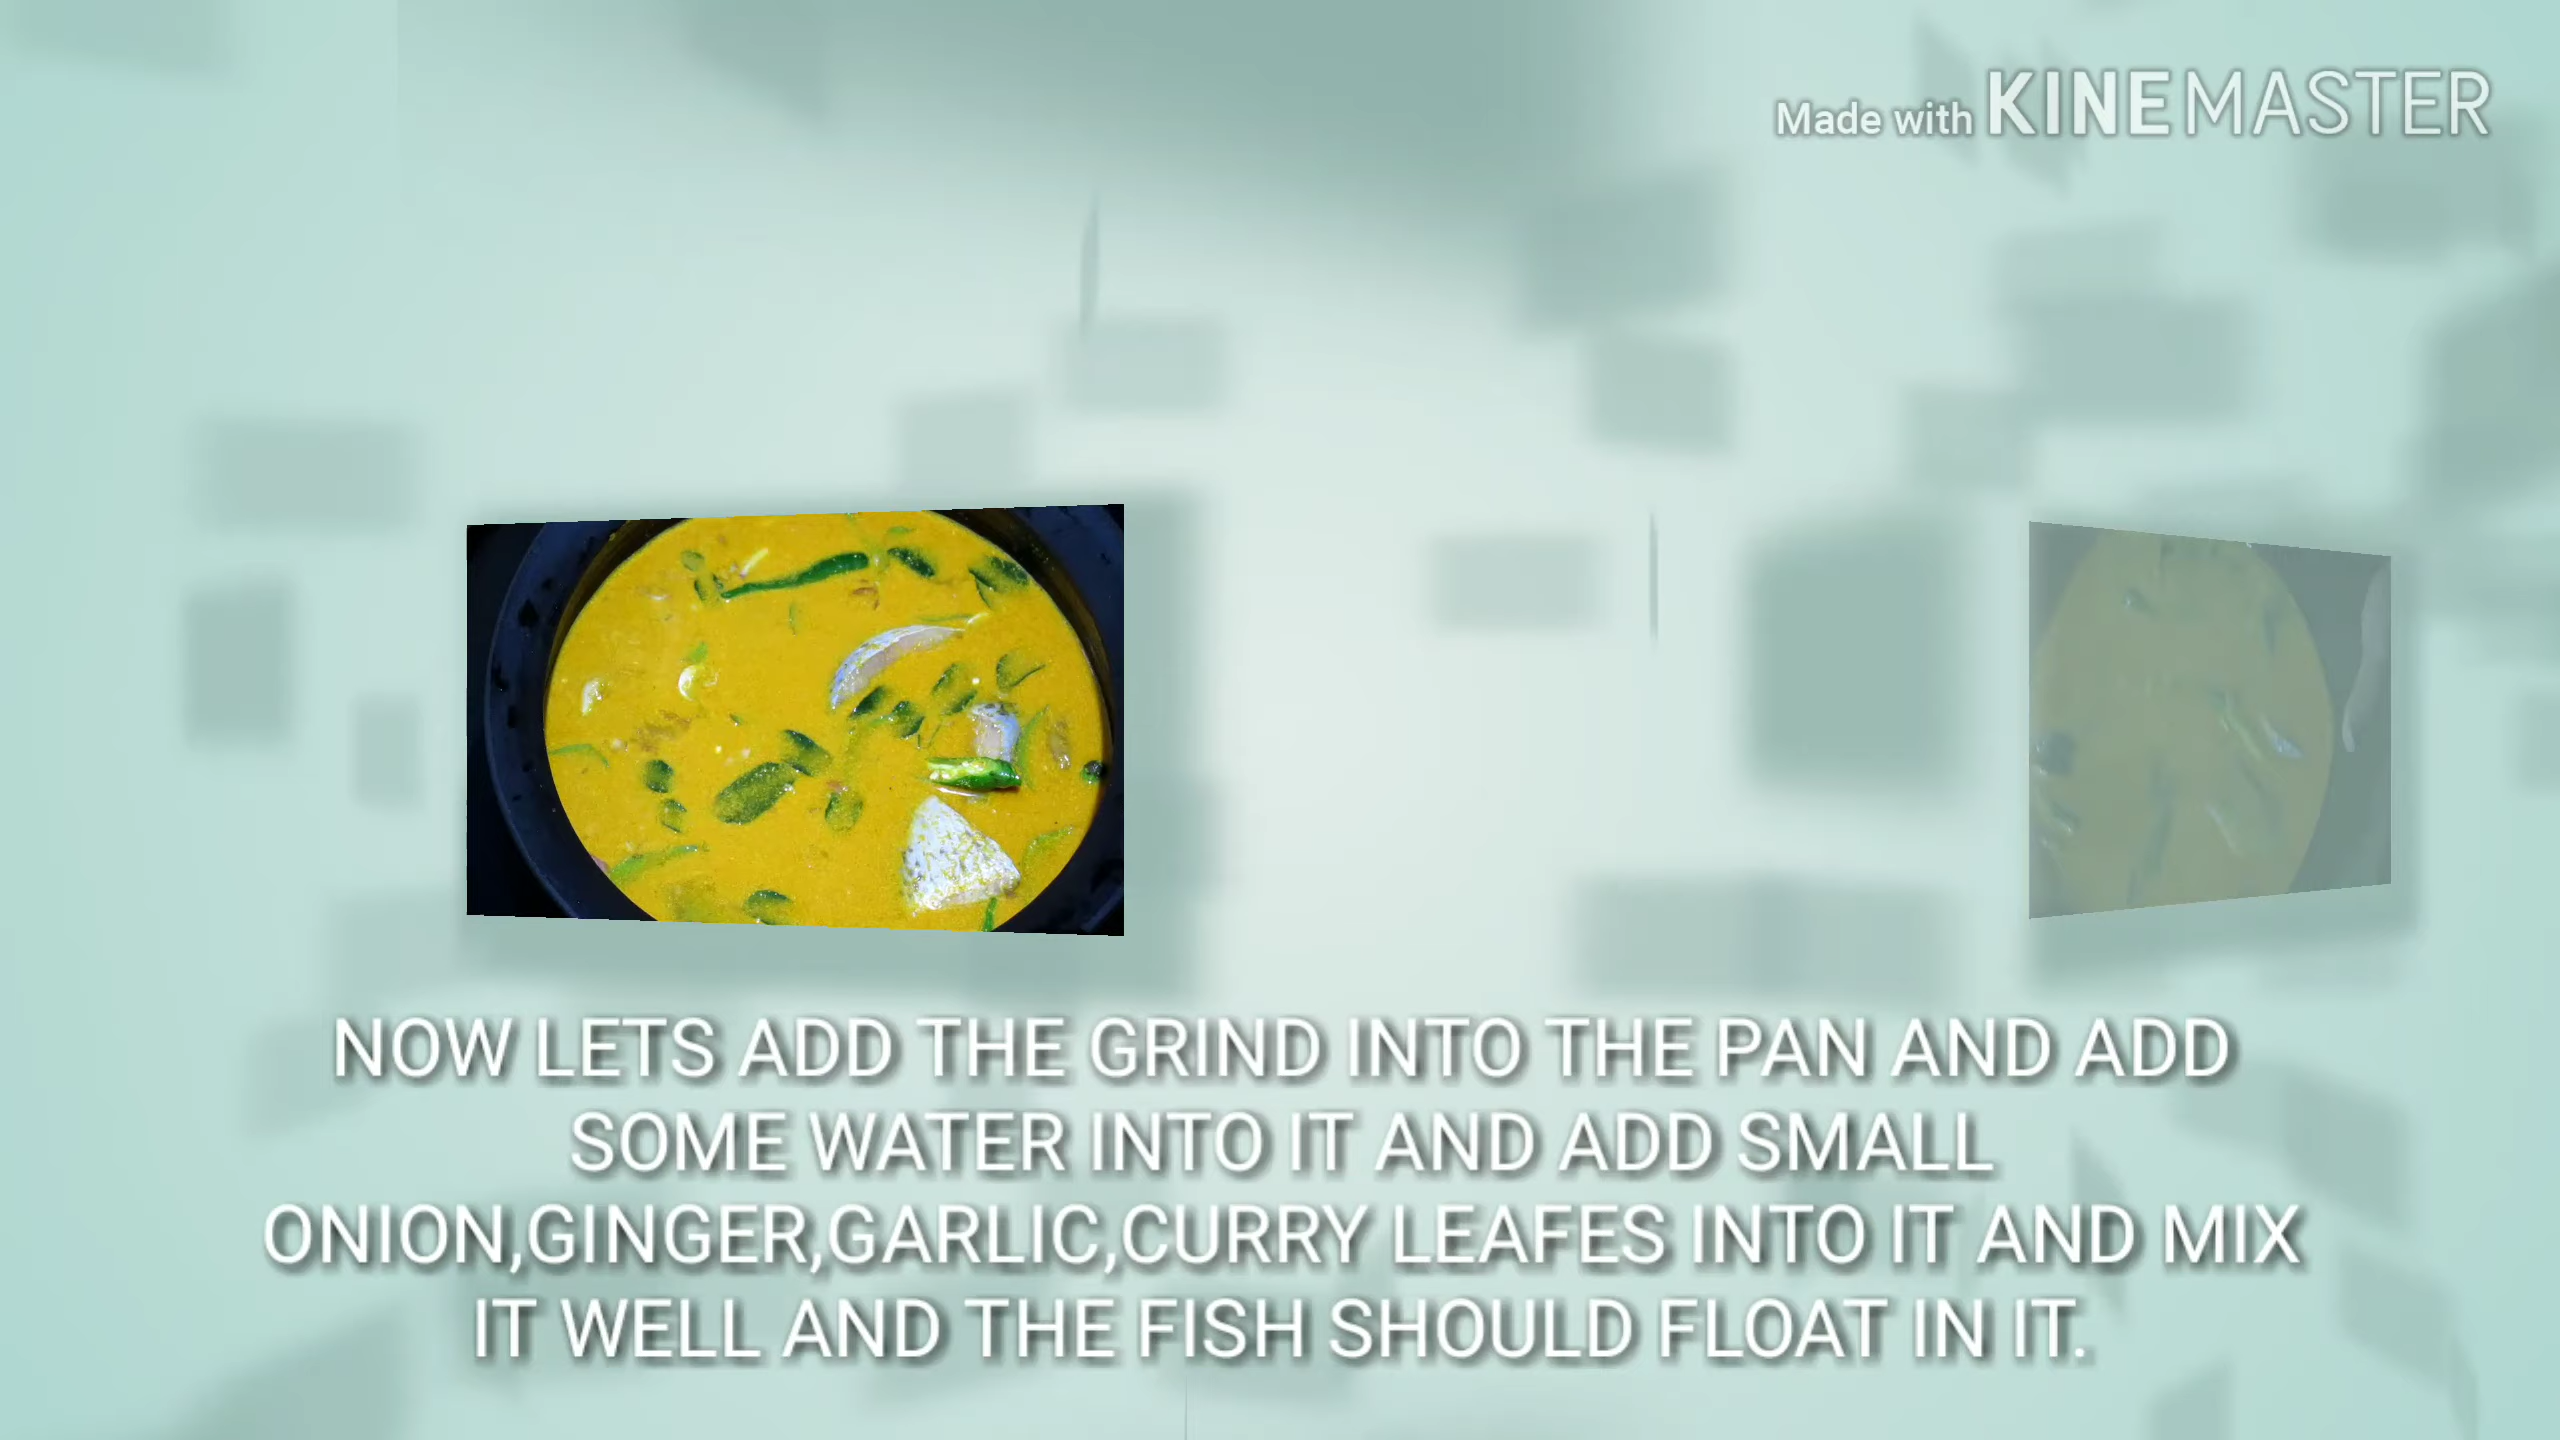 Made with KINEMASTER
NOW LETS ADD THE GRIND INTO THE PAN AND ADD
SOME WATER INTO IT AND ADD SMALL
ONION,GINGER,GARLIC,CURRY LEAFES INTO IT AND MIX
IT WELL AND THE FISH SHOULD FLOAT IN IT.